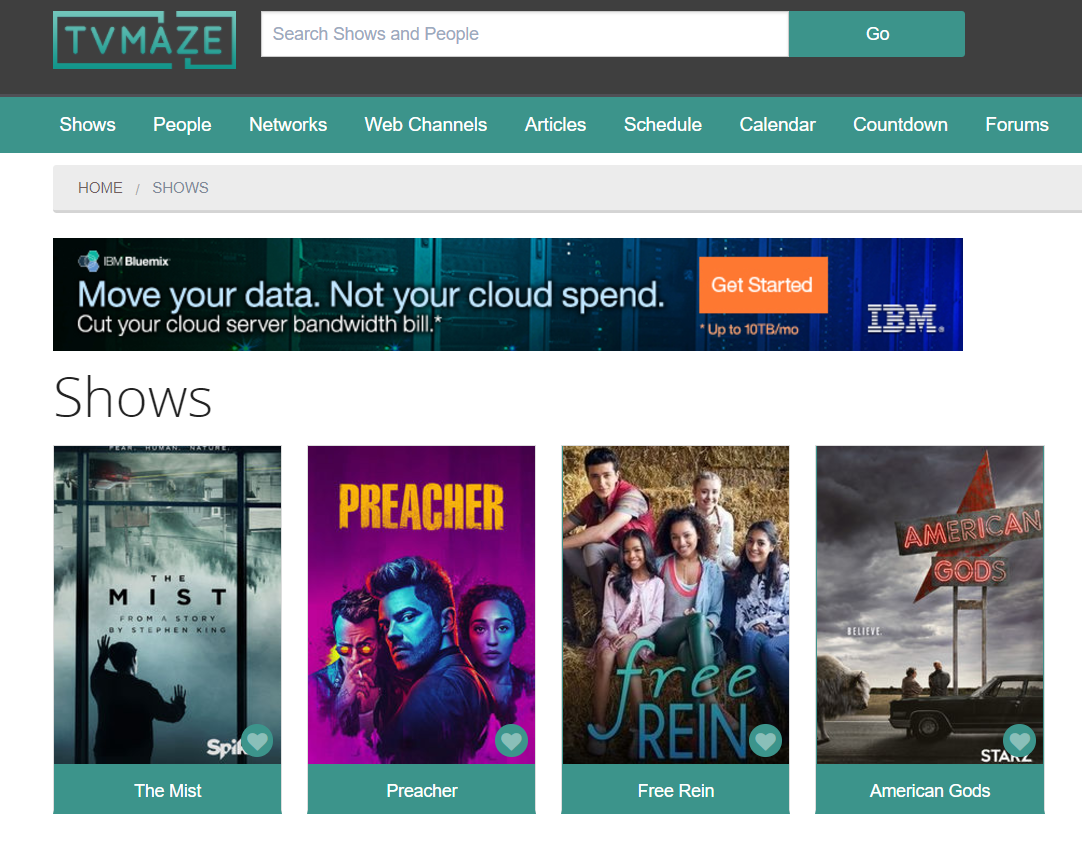 TVMAZE
Search Shows and People
Go
Shows People Networks Web Channels Articles Schedule Calendar Countdown Forums
HOME / SHOWS
IBM Bluemix
Move your data. Not your cloud spend.
Cut your cloud server bandwidth bill.*
Get Started
* Up to 10TB/mo
IBM
Shows
FEAR. HUMAN. NATURE.
THE
MIST
FROM A STORY
BY STEPHEN KING
PREACHER
free
REIN
AMERICAN
GODS
BELIEVE.
STARZ
The Mist
Preacher
Free Rein
American Gods